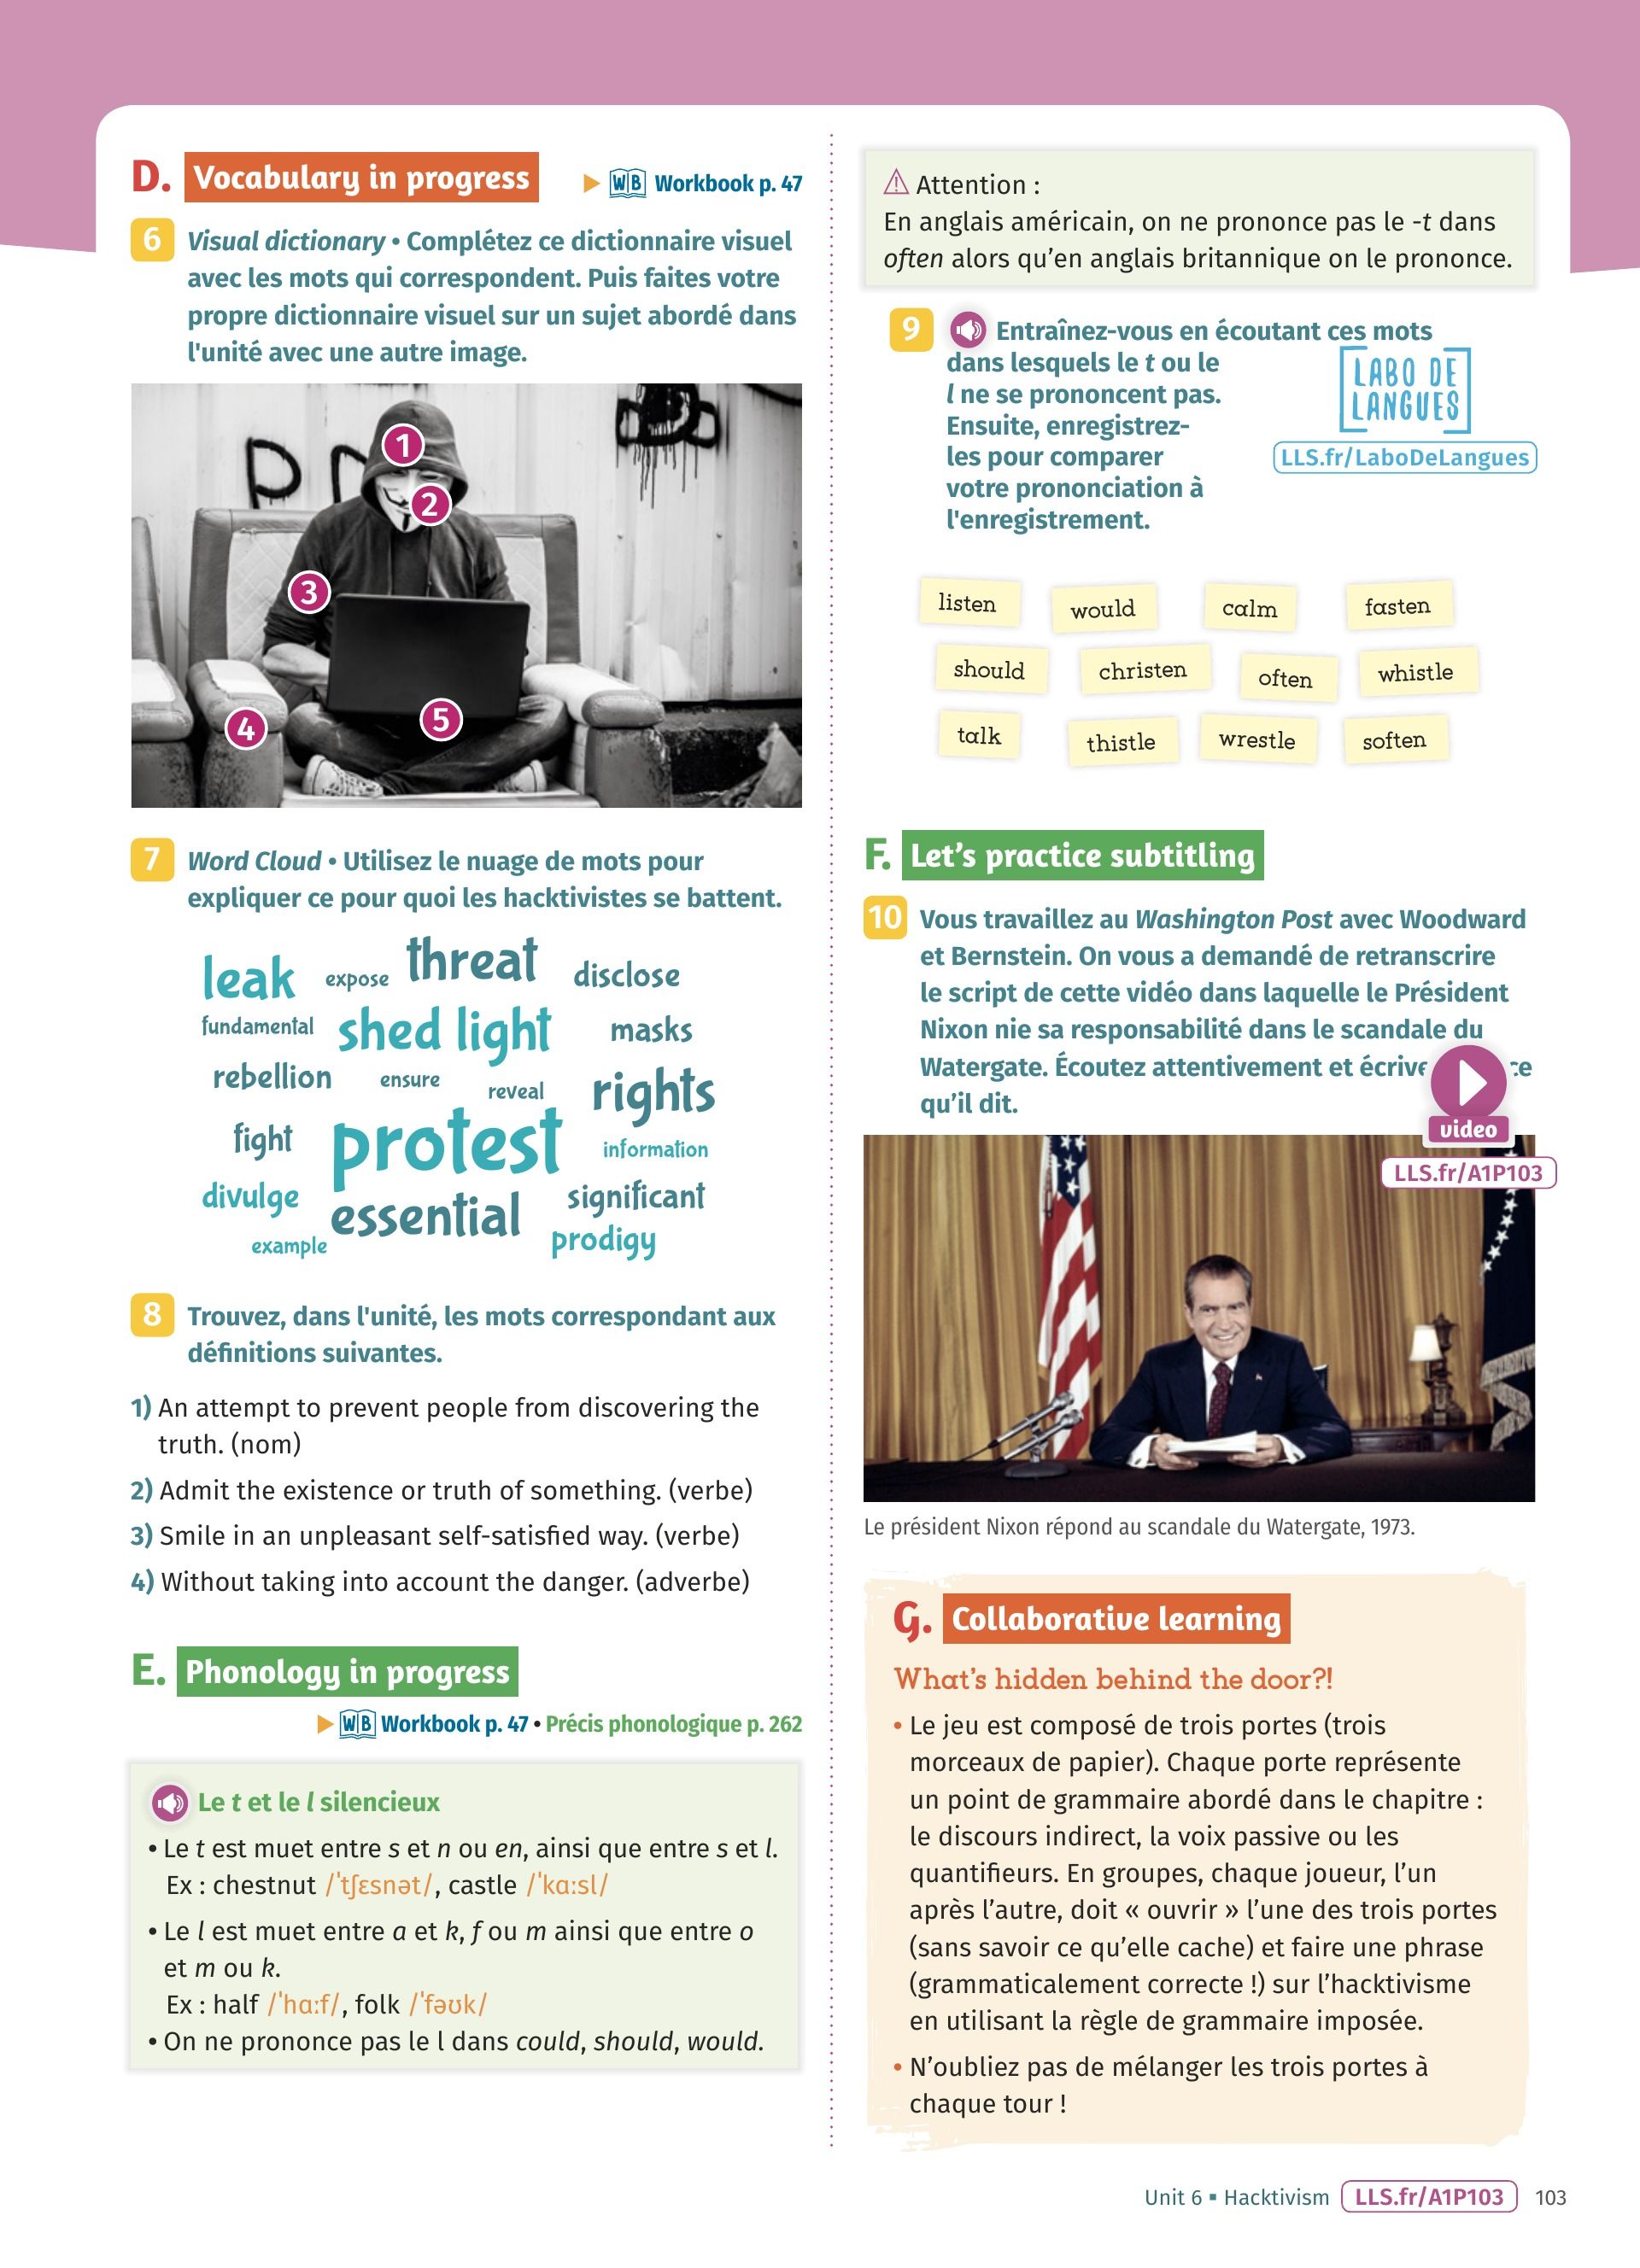 D. Vocabulary in progress
WB Workbook p. 47
6 Visual dictionary • Complétez ce dictionnaire visuel
avec les mots qui correspondent. Puis faites votre
propre dictionnaire visuel sur un sujet abordé dans
l'unité avec une autre image.
1
2
3
4
5
7 Word Cloud • Utilisez le nuage de mots pour
expliquer ce pour quoi les hacktivistes se battent.
leak expose threat disclose
fundamental shed light masks
rebellion ensure reveal rights
fight protest information
divulge essential significant
example prodigy
8 Trouvez, dans l'unité, les mots correspondant aux
définitions suivantes.
1) An attempt to prevent people from discovering the
truth. (nom)
2) Admit the existence or truth of something. (verbe)
3) Smile in an unpleasant self-satisfied way. (verbe)
4) Without taking into account the danger. (adverbe)
E. Phonology in progress
WB Workbook p. 47 • Précis phonologique p. 262
Le t et le l silencieux
• Le t est muet entre s et n ou en, ainsi que entre s et l.
Ex : chestnut /ˈtʃɛsnət/, castle /ˈkɑːsl/
• Le l est muet entre a et k, f ou m ainsi que entre o
et m ou k.
Ex : half /ˈhɑːf/, folk /ˈfəʊk/
• On ne prononce pas le l dans could, should, would.
⚠ Attention :
En anglais américain, on ne prononce pas le -t dans
often alors qu'en anglais britannique on le prononce.
9 Entraînez-vous en écoutant ces mots
dans lesquels le t ou le
l ne se prononcent pas.
Ensuite, enregistrez-
les pour comparer
votre prononciation à
l'enregistrement.
LABO DE
LANGUES
LLS.fr/LaboDeLangues
listen would calm fasten
should christen often whistle
talk thistle wrestle soften
F. Let's practice subtitling
10 Vous travaillez au Washington Post avec Woodward
et Bernstein. On vous a demandé de retranscrire
le script de cette vidéo dans laquelle le Président
Nixon nie sa responsabilité dans le scandale du
Watergate. Écoutez attentivement et écrive ce
qu'il dit.
video
LLS.fr/A1P103
Le président Nixon répond au scandale du Watergate, 1973.
G. Collaborative learning
What's hidden behind the door?!
• Le jeu est composé de trois portes (trois
morceaux de papier). Chaque porte représente
un point de grammaire abordé dans le chapitre :
le discours indirect, la voix passive ou les
quantifieurs. En groupes, chaque joueur, l'un
après l'autre, doit « ouvrir » l'une des trois portes
(sans savoir ce qu'elle cache) et faire une phrase
(grammaticalement correcte !) sur l'hacktivisme
en utilisant la règle de grammaire imposée.
• N'oubliez pas de mélanger les trois portes à
chaque tour !
Unit 6 ▪ Hacktivism LLS.fr/A1P103 103